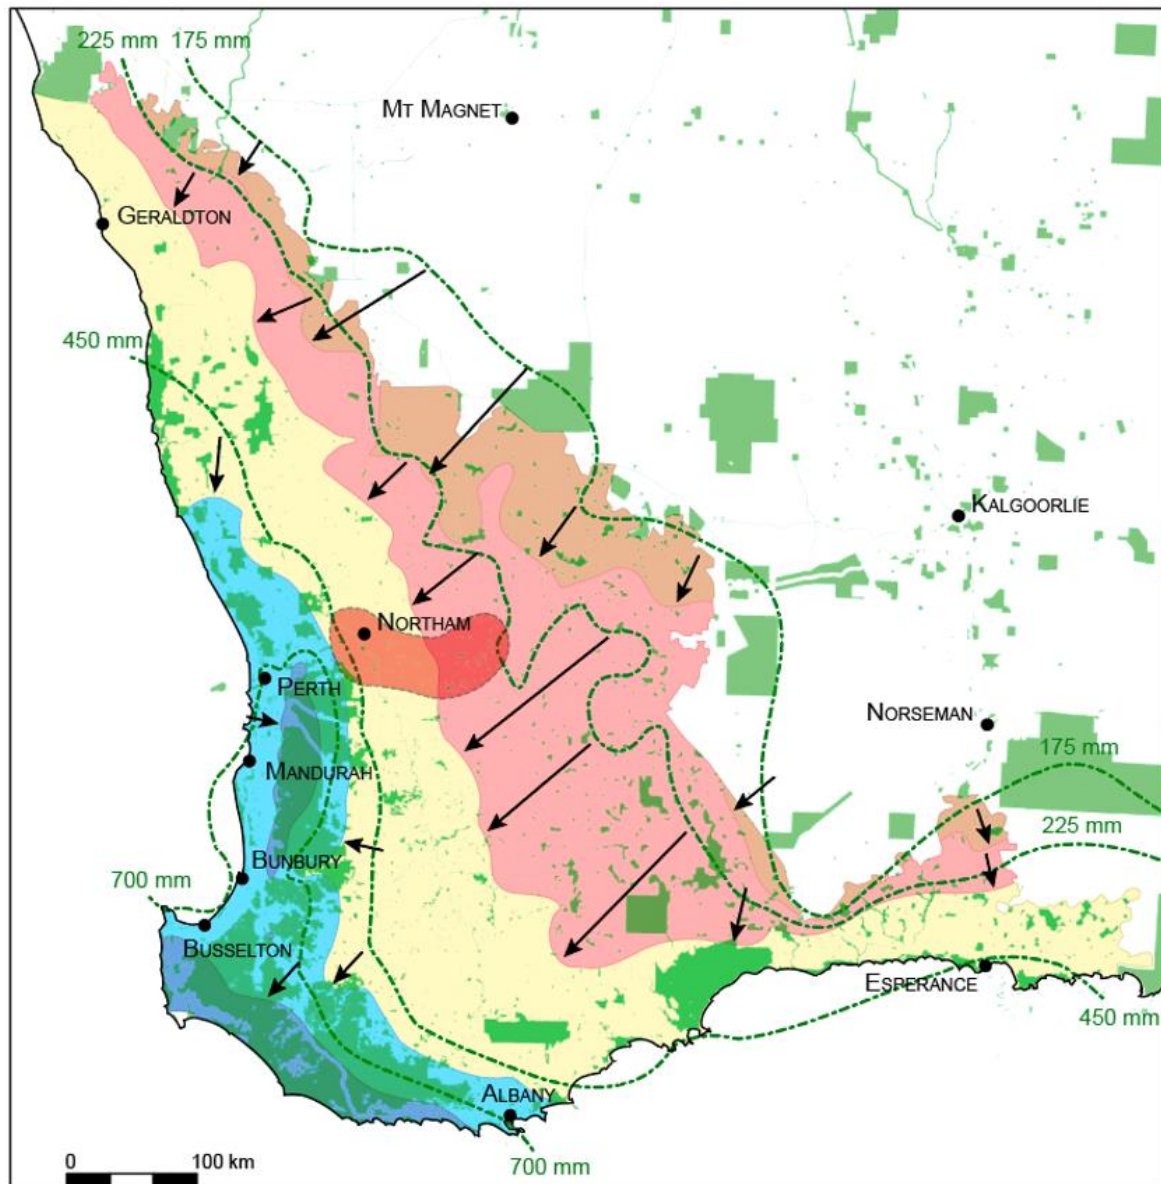 225 mm
175 mm
MT MAGNET
GERALDTON
450 mm
KALGOORLIE
NORTHAM
PERTH
NORSEMAN
175 mm
MANDURAH
225 mm
BUNBURY
700 mm
BUSSELTON
ESPERANCE
450 mm
ALBANY
0 100 km
700 mm